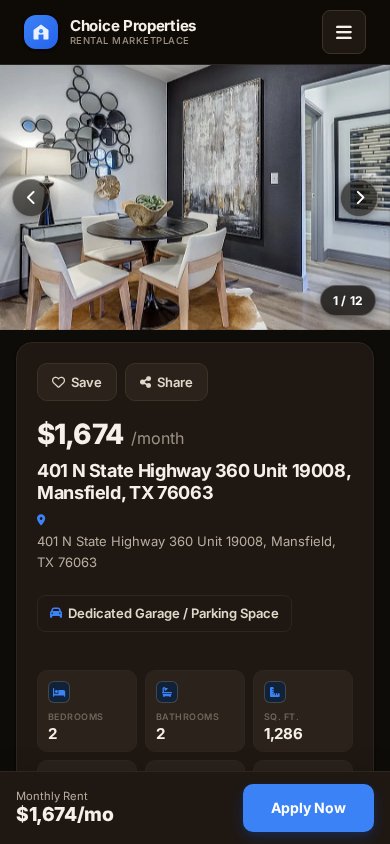 Choice Properties
RENTAL MARKETPLACE
1 / 12
Save
Share
$1,674 /month
401 N State Highway 360 Unit 19008,
Mansfield, TX 76063
401 N State Highway 360 Unit 19008, Mansfield,
TX 76063
Dedicated Garage / Parking Space
BEDROOMS
2
BATHROOMS
2
SQ. FT.
1,286
Monthly Rent
$1,674/mo
Apply Now